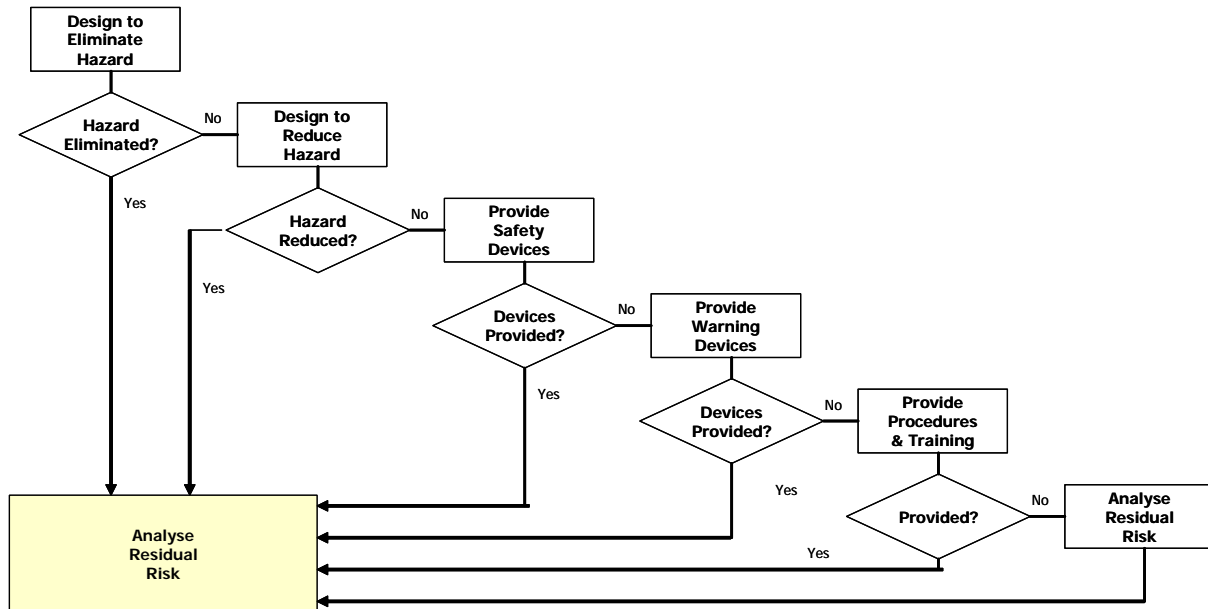 Design to
Eliminate
Hazard
Hazard
Eliminated?
No
Design to
Reduce
Hazard
Yes
Hazard
Reduced?
No
Provide
Safety
Devices
Yes
Devices
Provided?
No
Provide
Warning
Devices
Yes
Devices
Provided?
No
Provide
Procedures
& Training
Yes
Provided?
No
Analyse
Residual
Risk
Yes
Analyse
Residual
Risk